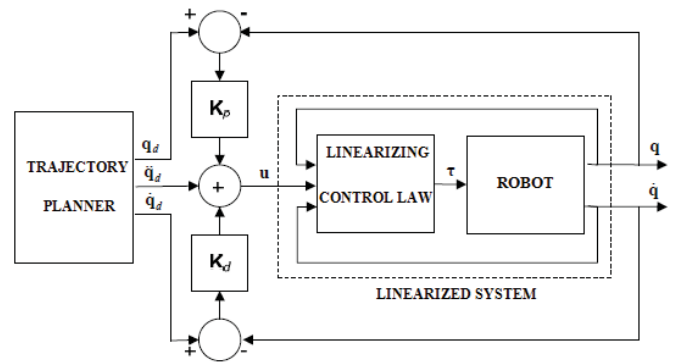 + -
K_p
q_d
TRAJECTORY
PLANNER
q̈_d
q̇_d
+
u
LINEARIZING
CONTROL LAW
τ
ROBOT
q
q̇
K_d
LINEARIZED SYSTEM
+ -